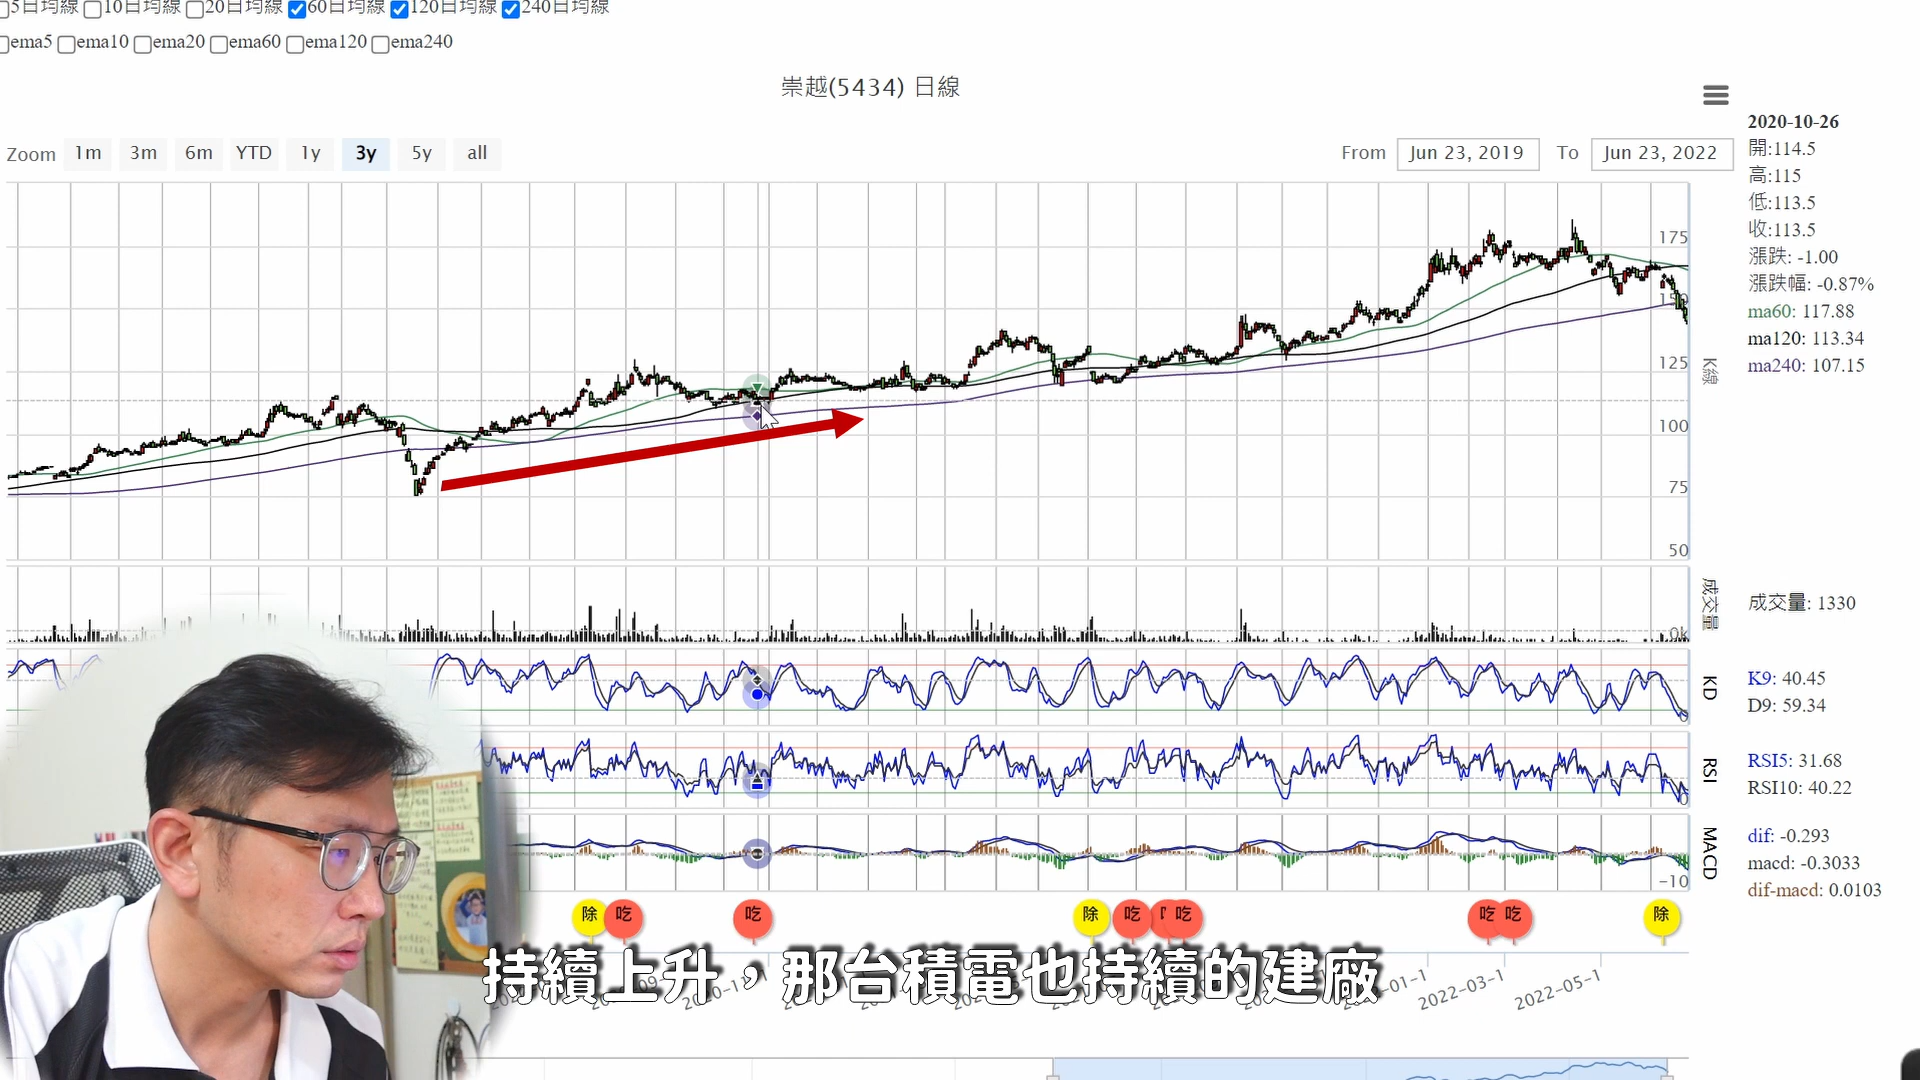 5日均線 10日均線 20日均線 60日均線 120日均線 240日均線
ema5 ema10 ema20 ema60 ema120 ema240
崇越(5434) 日線
Zoom 1m 3m 6m YTD 1y 3y 5y all
From Jun 23, 2019 To Jun 23, 2022
2020-10-26
開:114.5
高:115
低:113.5
收:113.5
漲跌: -1.00
漲跌幅: -0.87%
ma60: 117.88
ma120: 113.34
ma240: 107.15
175
150
125
100
75
50
K線
成交量
0k
成交量: 1330
KD
0
K9: 40.45
D9: 59.34
RSI
0
RSI5: 31.68
RSI10: 40.22
MACD
-10
dif: -0.293
macd: -0.3033
dif-macd: 0.0103
除 吃 吃 除 吃 吃 吃 吃 除
持續上升，那台積電也持續的建廠
2022-03-1 2022-05-1